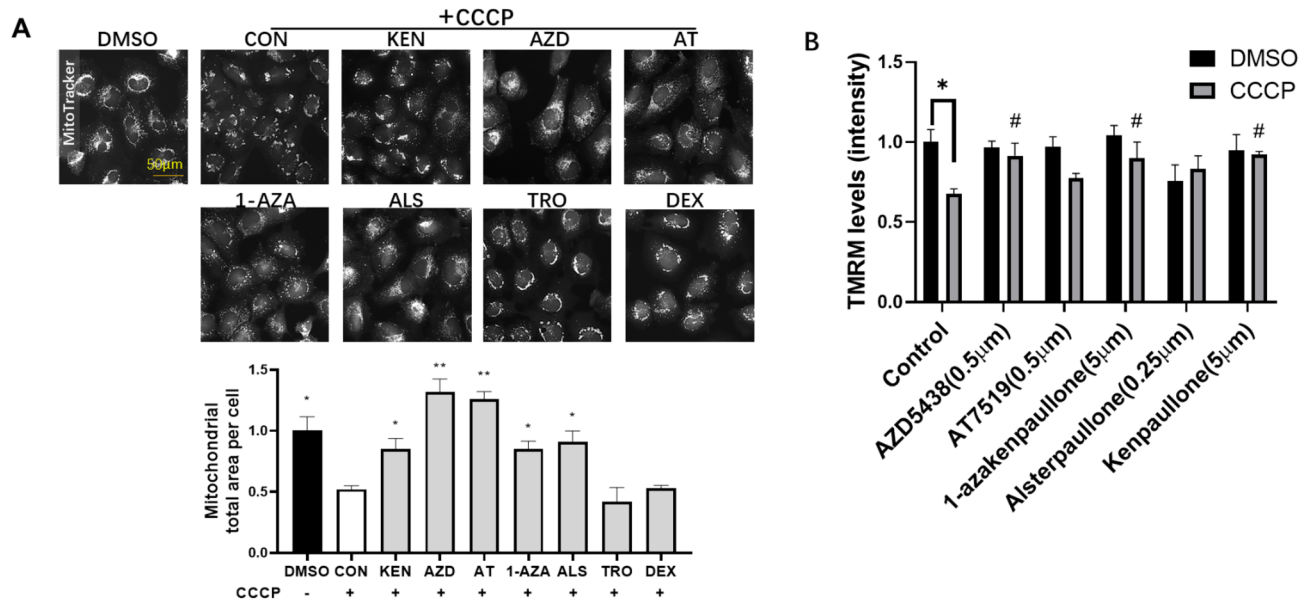 A
+CCCP
DMSO CON KEN AZD AT
MitoTracker
50μm
1-AZA ALS TRO DEX
Mitochondrial
total area per cell
1.5
1.0
0.5
0.0
* * ** ** * *
DMSO CON KEN AZD AT 1-AZA ALS TRO DEX
CCCP - + + + + + + + +
B
DMSO
CCCP
TMRM levels (intensity)
1.5
1.0
0.5
0.0
* # # #
Control
AZD5438(0.5μm)
AT7519(0.5μm)
1-azakenpaullone(5μm)
Alsterpaullone(0.25μm)
Kenpaullone(5μm)